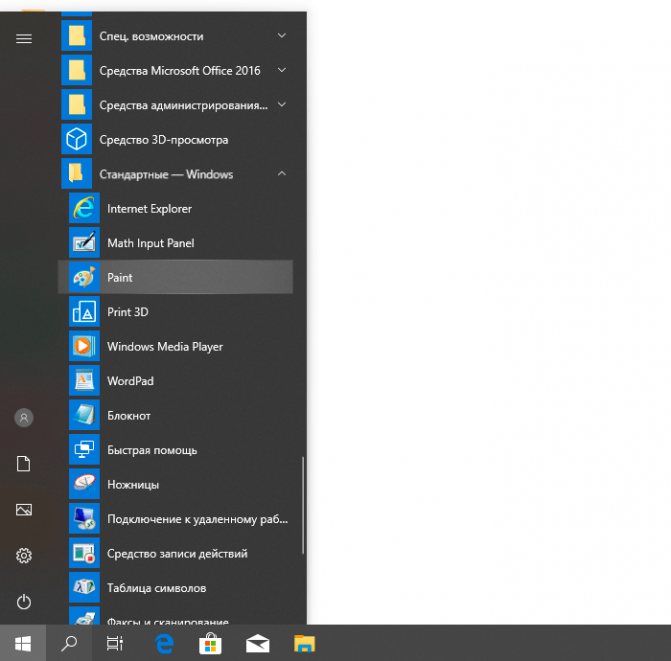 Спец. возможности
Средства Microsoft Office 2016
Средства администрирования...
Средство 3D-просмотра
Стандартные — Windows
Internet Explorer
Math Input Panel
Paint
Print 3D
Windows Media Player
WordPad
Блокнот
Быстрая помощь
Ножницы
Подключение к удаленному раб...
Средство записи действий
Таблица символов
Факсы и сканирование